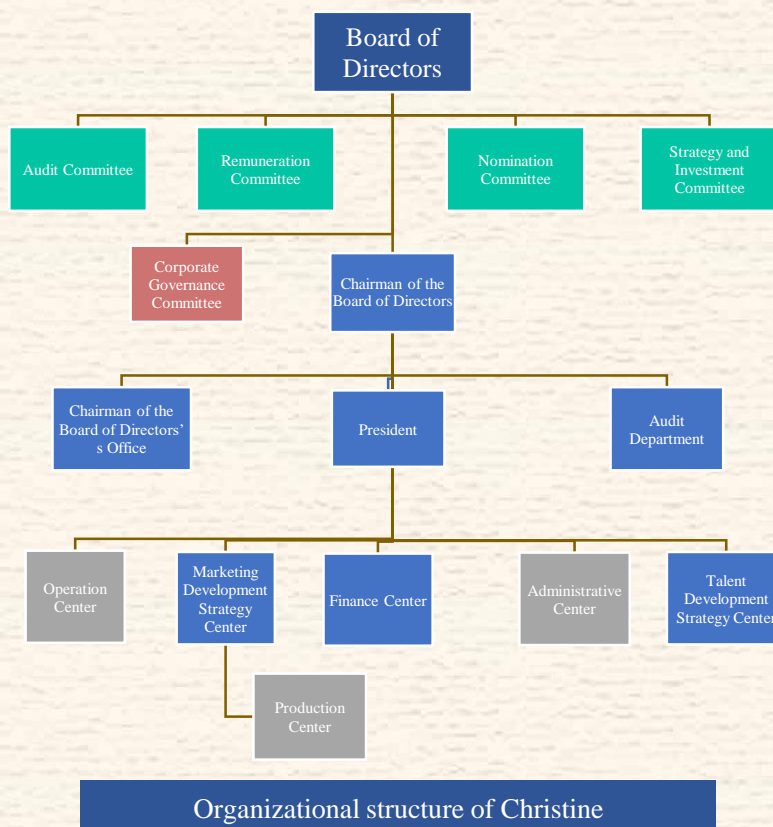 Board of
Directors
Audit Committee
Remuneration
Committee
Nomination
Committee
Strategy and
Investment
Committee
Corporate
Governance
Committee
Chairman of the
Board of Directors
Chairman of the
Board of Directors’
s Office
President
Audit
Department
Operation
Center
Marketing
Development
Strategy
Center
Finance Center
Administrative
Center
Talent
Development
Strategy Center
Production
Center
Organizational structure of Christine